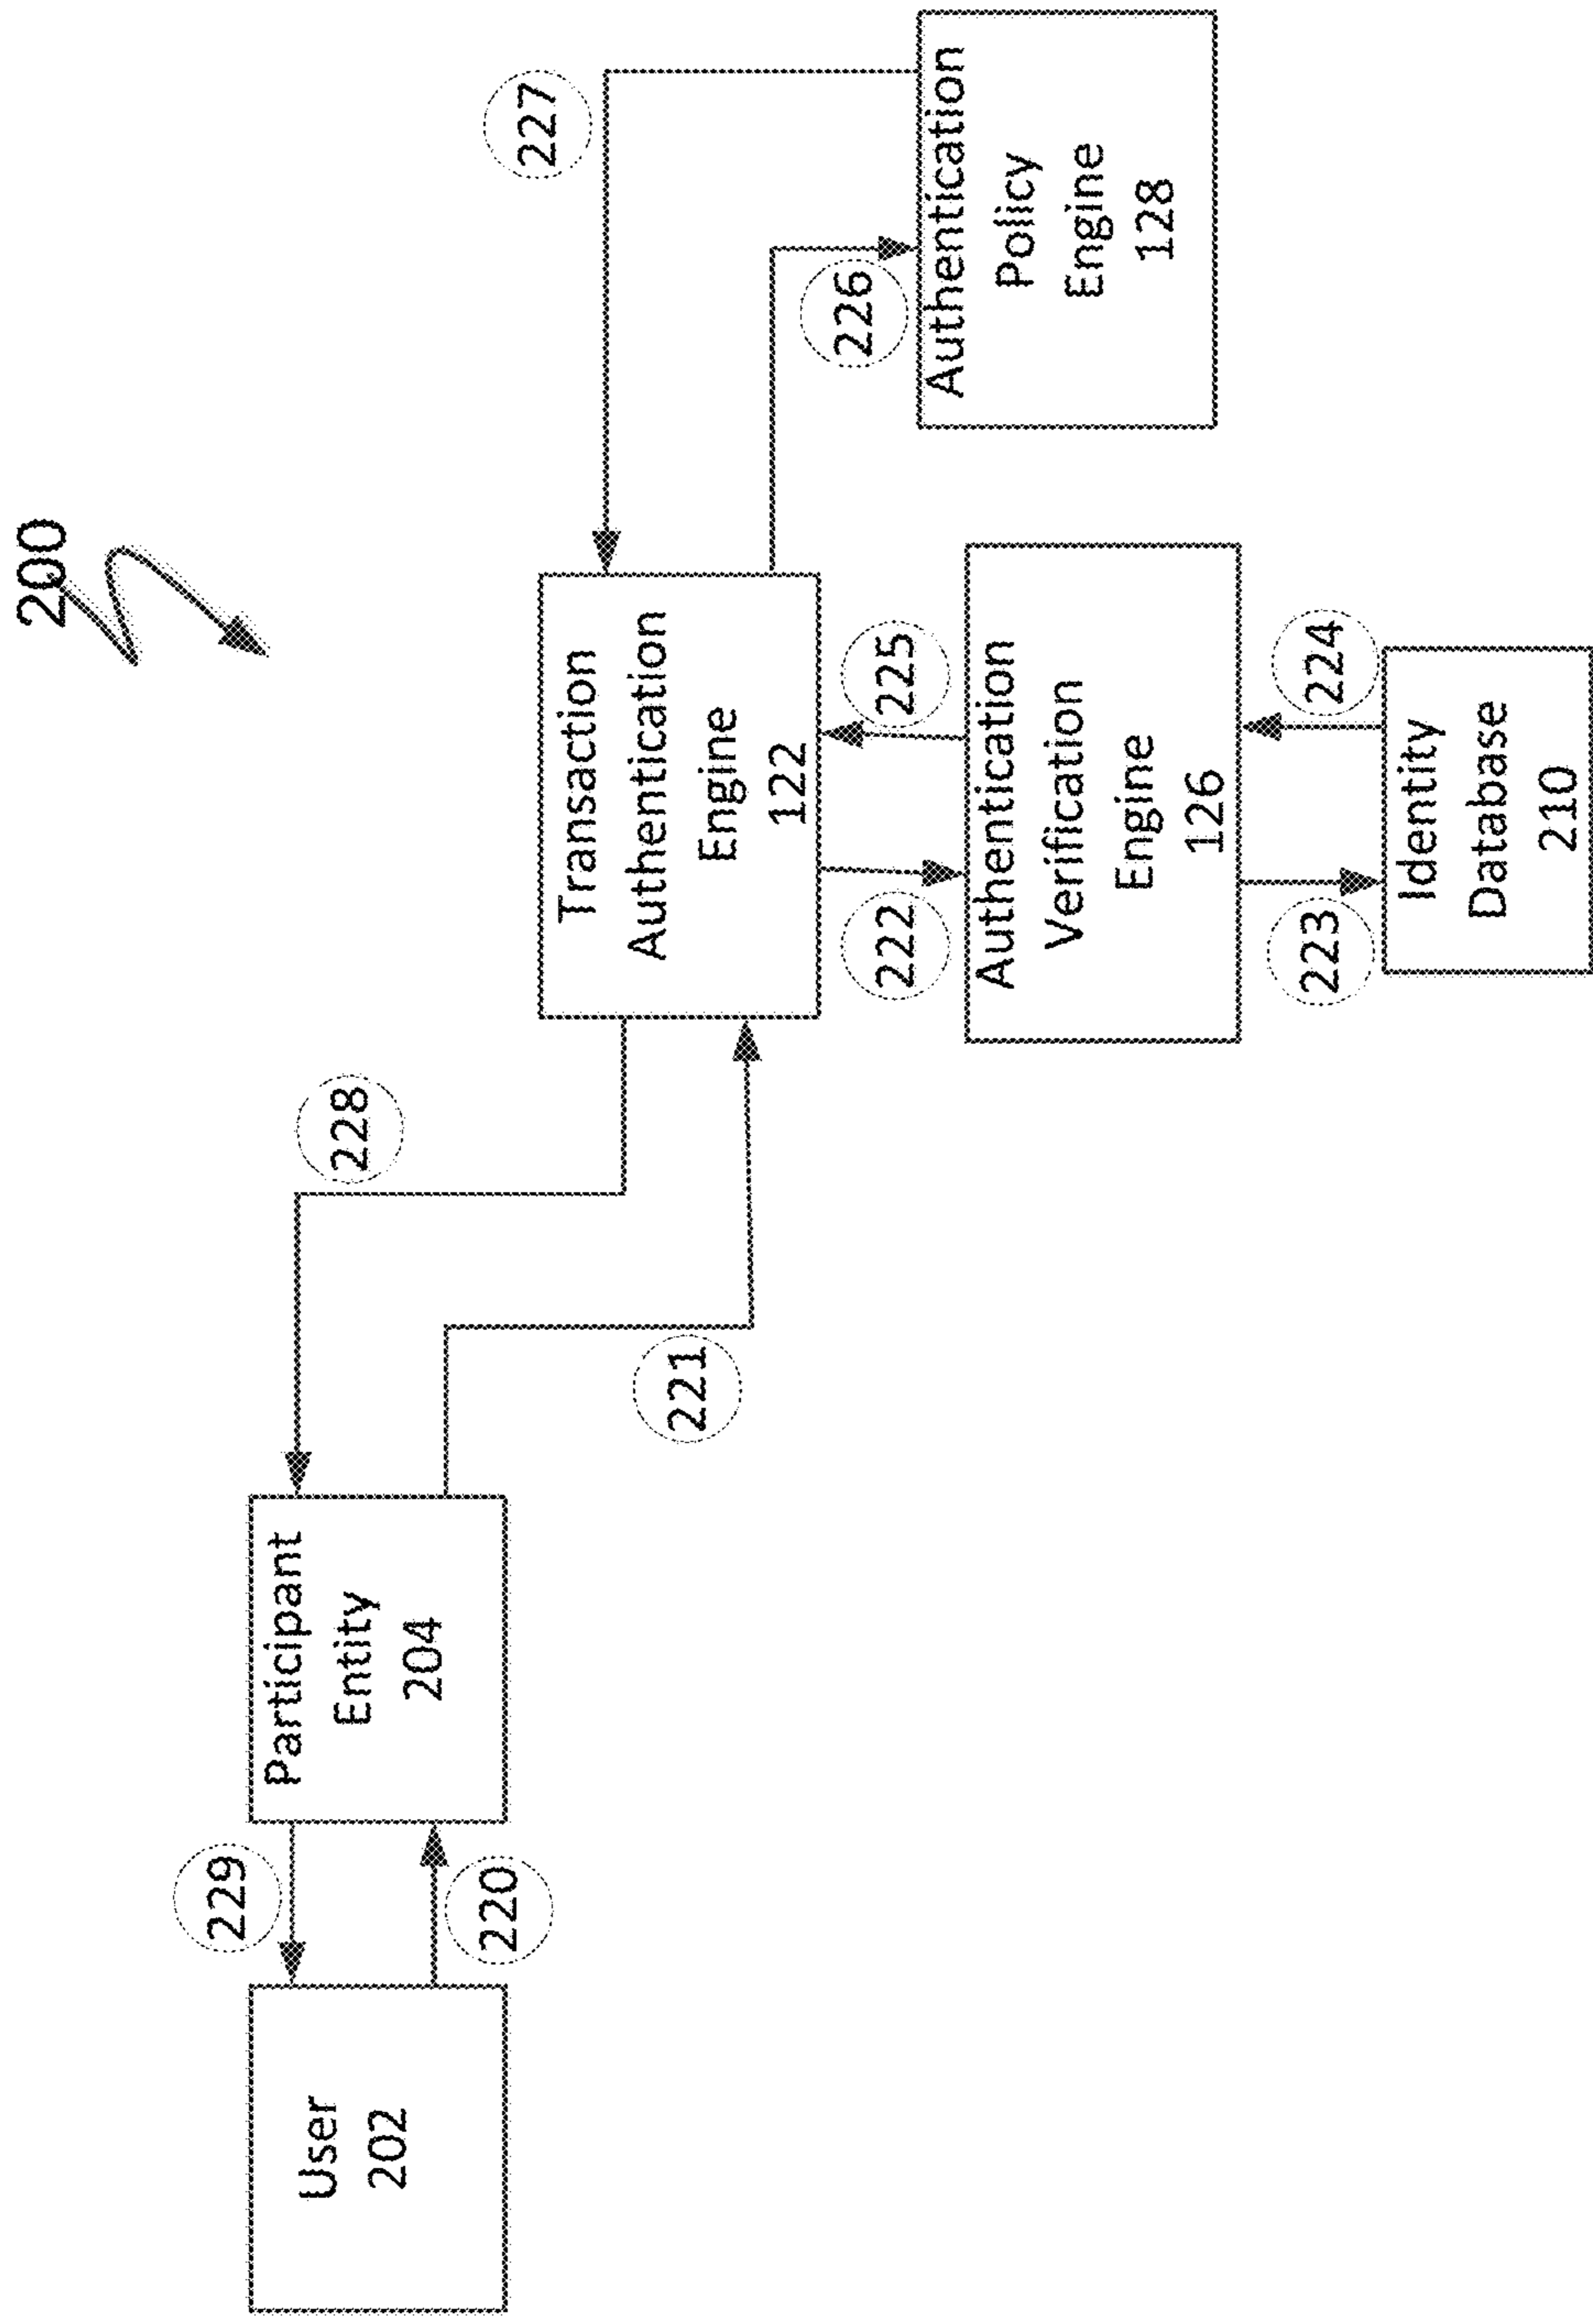 200
User
202
229
220
Participant
Entity
204
228
221
Transaction
Authentication
Engine
122
222
225
Authentication
Verification
Engine
126
223
224
Identity
Database
210
227
226
Authentication
Policy
Engine
128